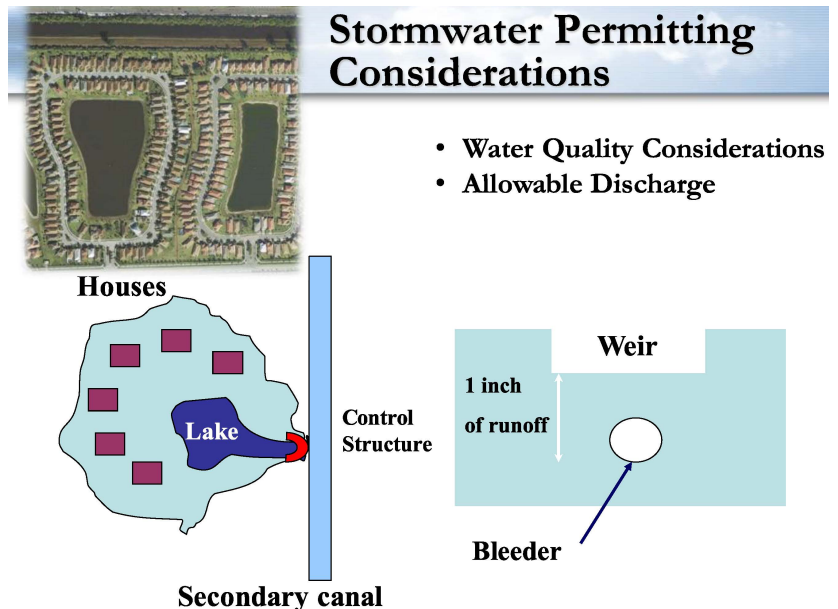 Stormwater Permitting
Considerations
• Water Quality Considerations
• Allowable Discharge
Houses
Lake
Control
Structure
Secondary canal
Weir
1 inch
of runoff
Bleeder